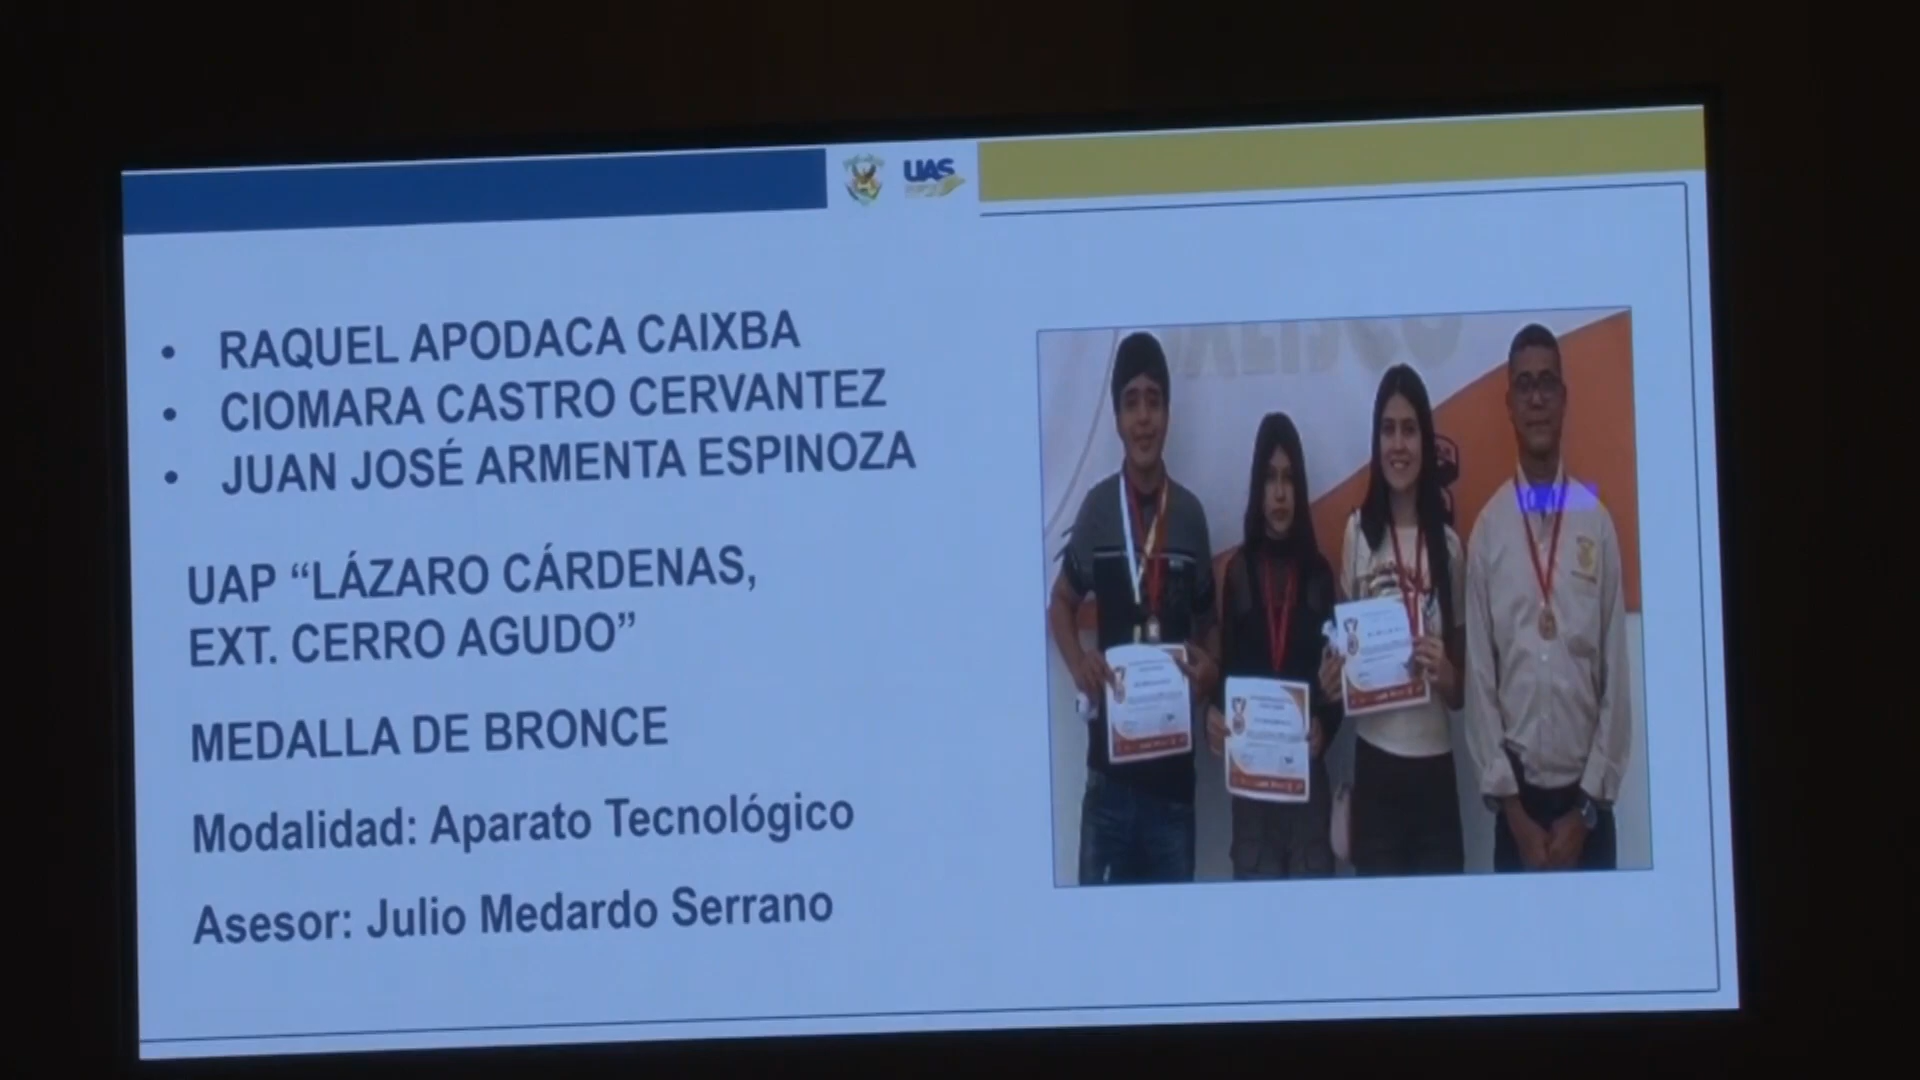 UAS
• RAQUEL APODACA CAIXBA
• CIOMARA CASTRO CERVANTEZ
• JUAN JOSÉ ARMENTA ESPINOZA
UAP “LÁZARO CÁRDENAS,
EXT. CERRO AGUDO”
MEDALLA DE BRONCE
Modalidad: Aparato Tecnológico
Asesor: Julio Medardo Serrano
JALISCO